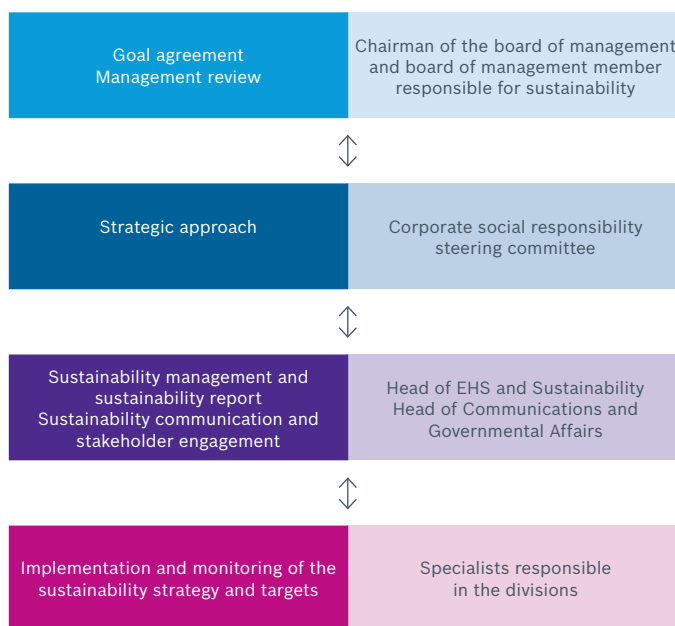 Goal agreement
Management review
Chairman of the board of management
and board of management member
responsible for sustainability
Strategic approach
Corporate social responsibility
steering committee
Sustainability management and
sustainability report
Sustainability communication and
stakeholder engagement
Head of EHS and Sustainability
Head of Communications and
Governmental Affairs
Implementation and monitoring of the
sustainability strategy and targets
Specialists responsible
in the divisions